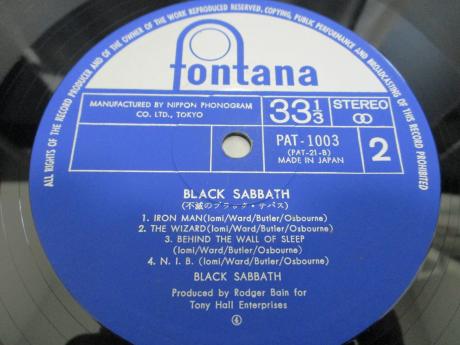 ALL RIGHTS OF THE RECORD PRODUCER AND OF THE OWNER OF THE WORK REPRODUCED RESERVED, COPYING, PUBLIC PERFORMANCE AND BROADCASTING OF THIS RECORD PROHIBITED
fontana
MANUFACTURED BY NIPPON PHONOGRAM
CO. LTD., TOKYO
33 1/3
STEREO
PAT-1003
(PAT-21-B)
MADE IN JAPAN
2
BLACK SABBATH
(不滅のブラック・サバス)
1. IRON MAN(Iomi/Ward/Butler/Osbourne)
2. THE WIZARD(Iomi/Ward/Butler/Osbourne)
3. BEHIND THE WALL OF SLEEP
(Iomi/Ward/Butler/Osbourne)
4. N. I. B. (Iomi/Ward/Butler/Osbourne)
BLACK SABBATH
Produced by Rodger Bain for
Tony Hall Enterprises
④